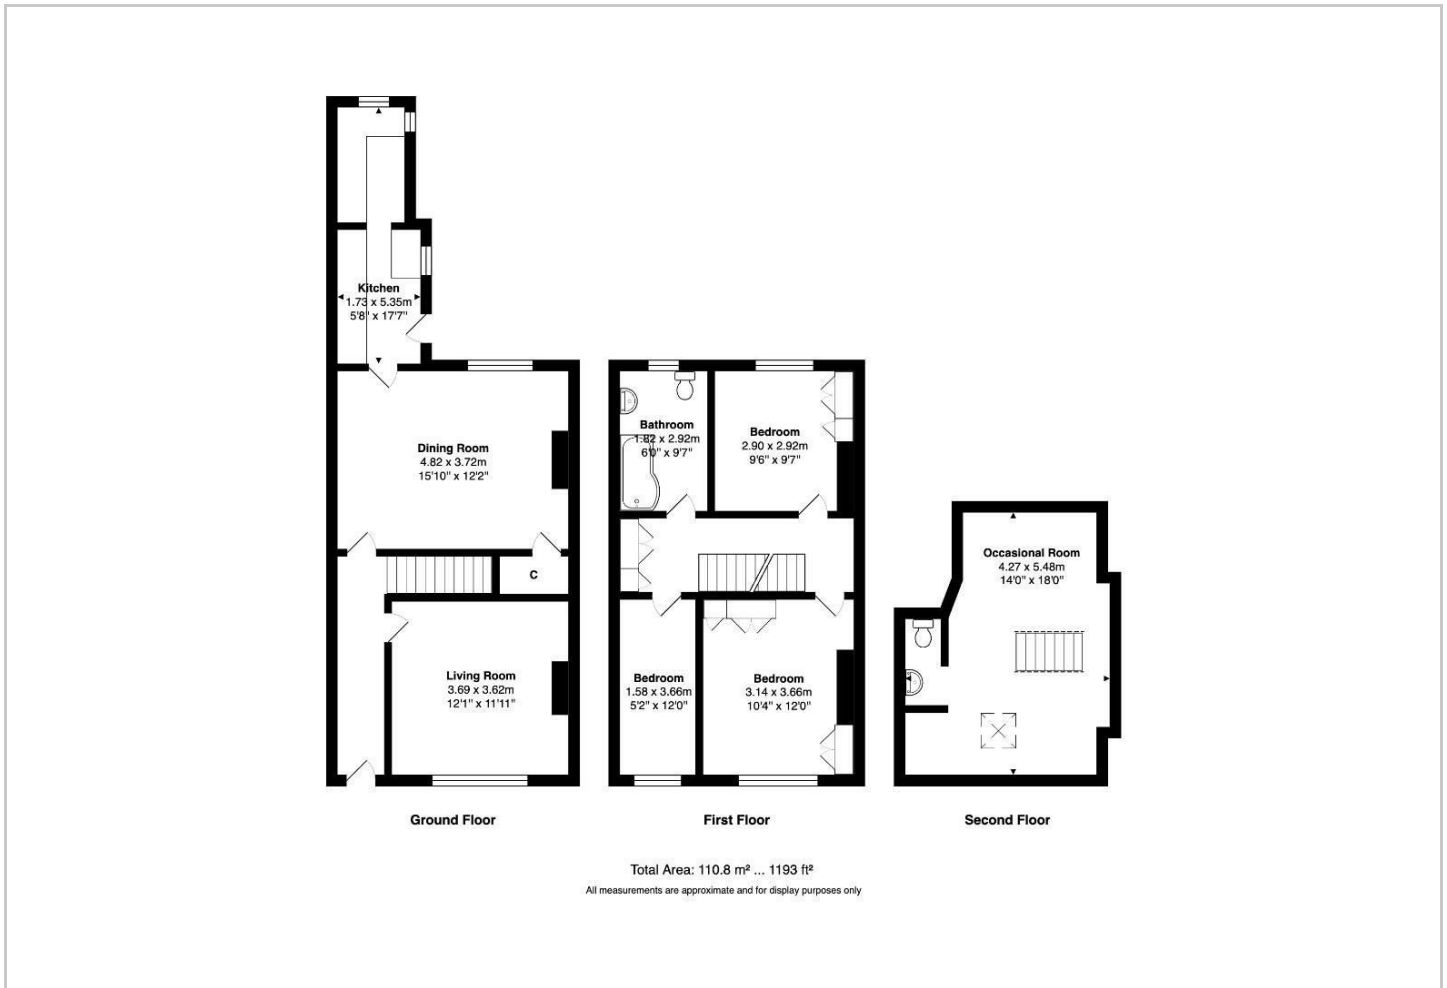 Kitchen
1.73 x 5.35m
5'8" x 17'7"
Dining Room
4.82 x 3.72m
15'10" x 12'2"
C
Living Room
3.69 x 3.62m
12'1" x 11'11"
Ground Floor
Bathroom
1.82 x 2.92m
6'0" x 9'7"
Bedroom
2.90 x 2.92m
9'6" x 9'7"
Bedroom
1.58 x 3.66m
5'2" x 12'0"
Bedroom
3.14 x 3.66m
10'4" x 12'0"
First Floor
Occasional Room
4.27 x 5.48m
14'0" x 18'0"
Second Floor
Total Area: 110.8 m² ... 1193 ft²
All measurements are approximate and for display purposes only